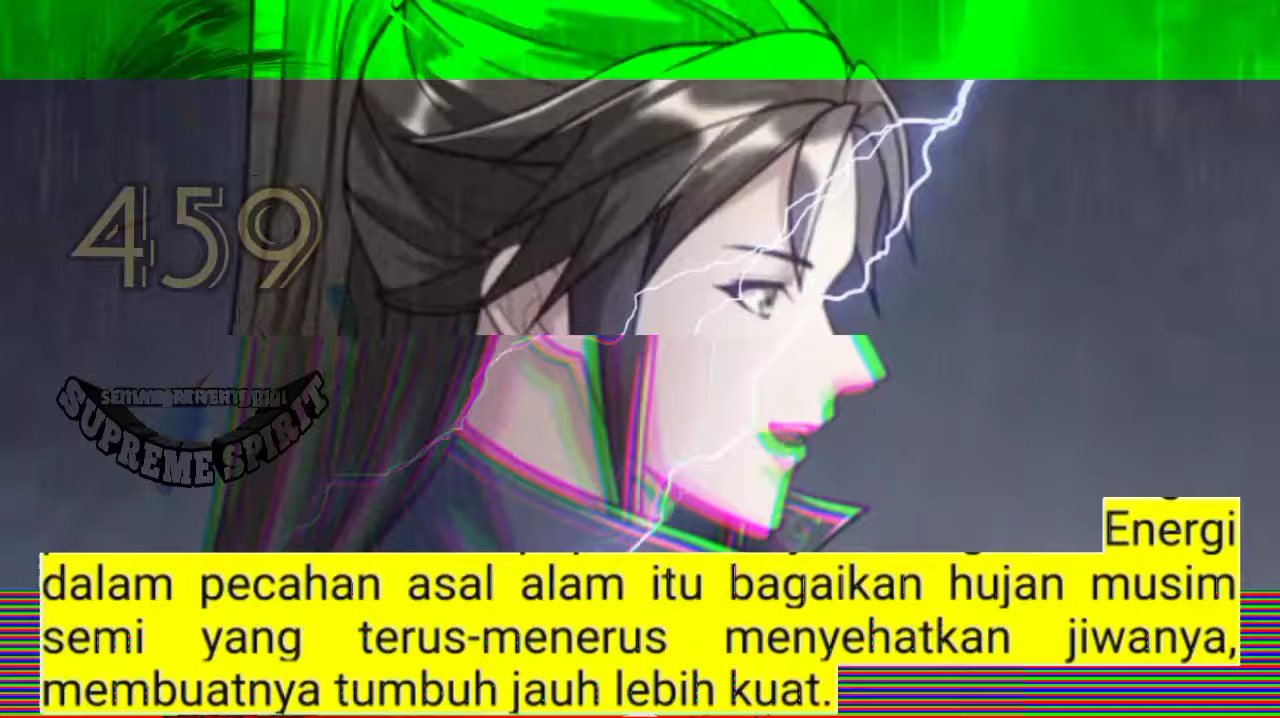 459
SUPREME SPIRIT
Energi
dalam pecahan asal alam itu bagaikan hujan musim
semi yang terus-menerus menyehatkan jiwanya,
membuatnya tumbuh jauh lebih kuat.